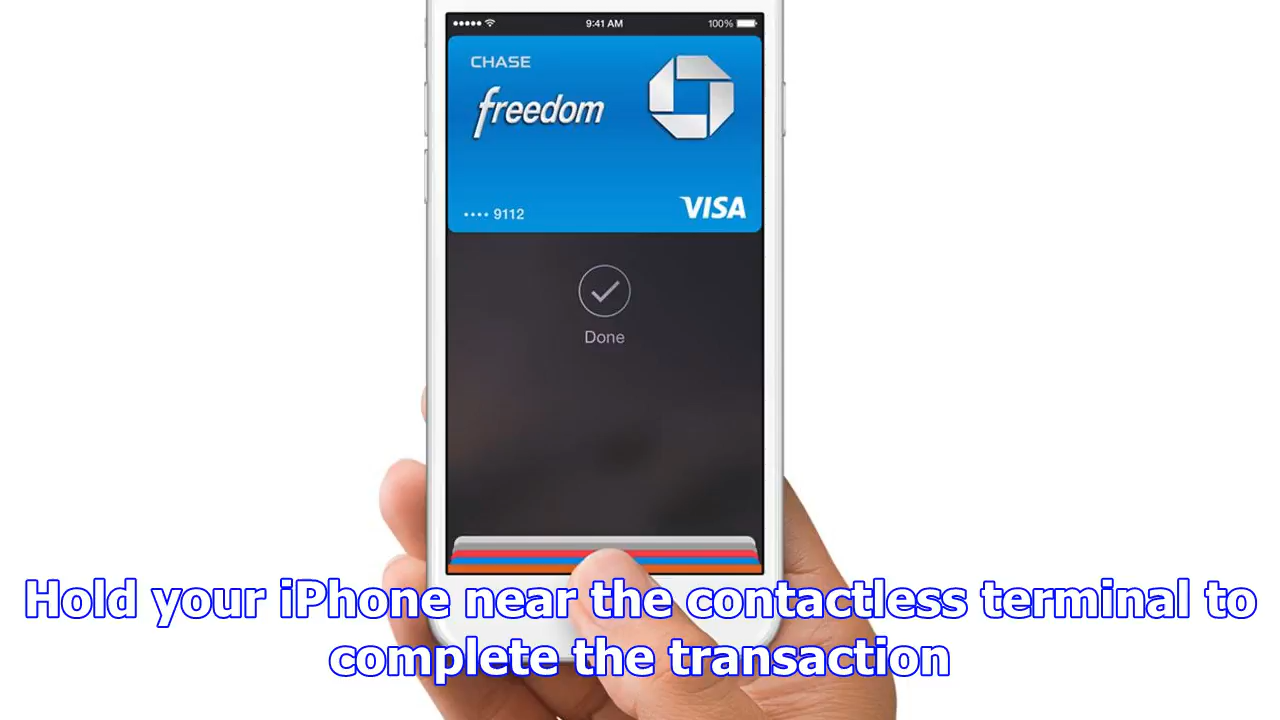 9:41 AM 100%
CHASE
freedom
•••• 9112 VISA
Done
Hold your iPhone near the contactless terminal to
complete the transaction